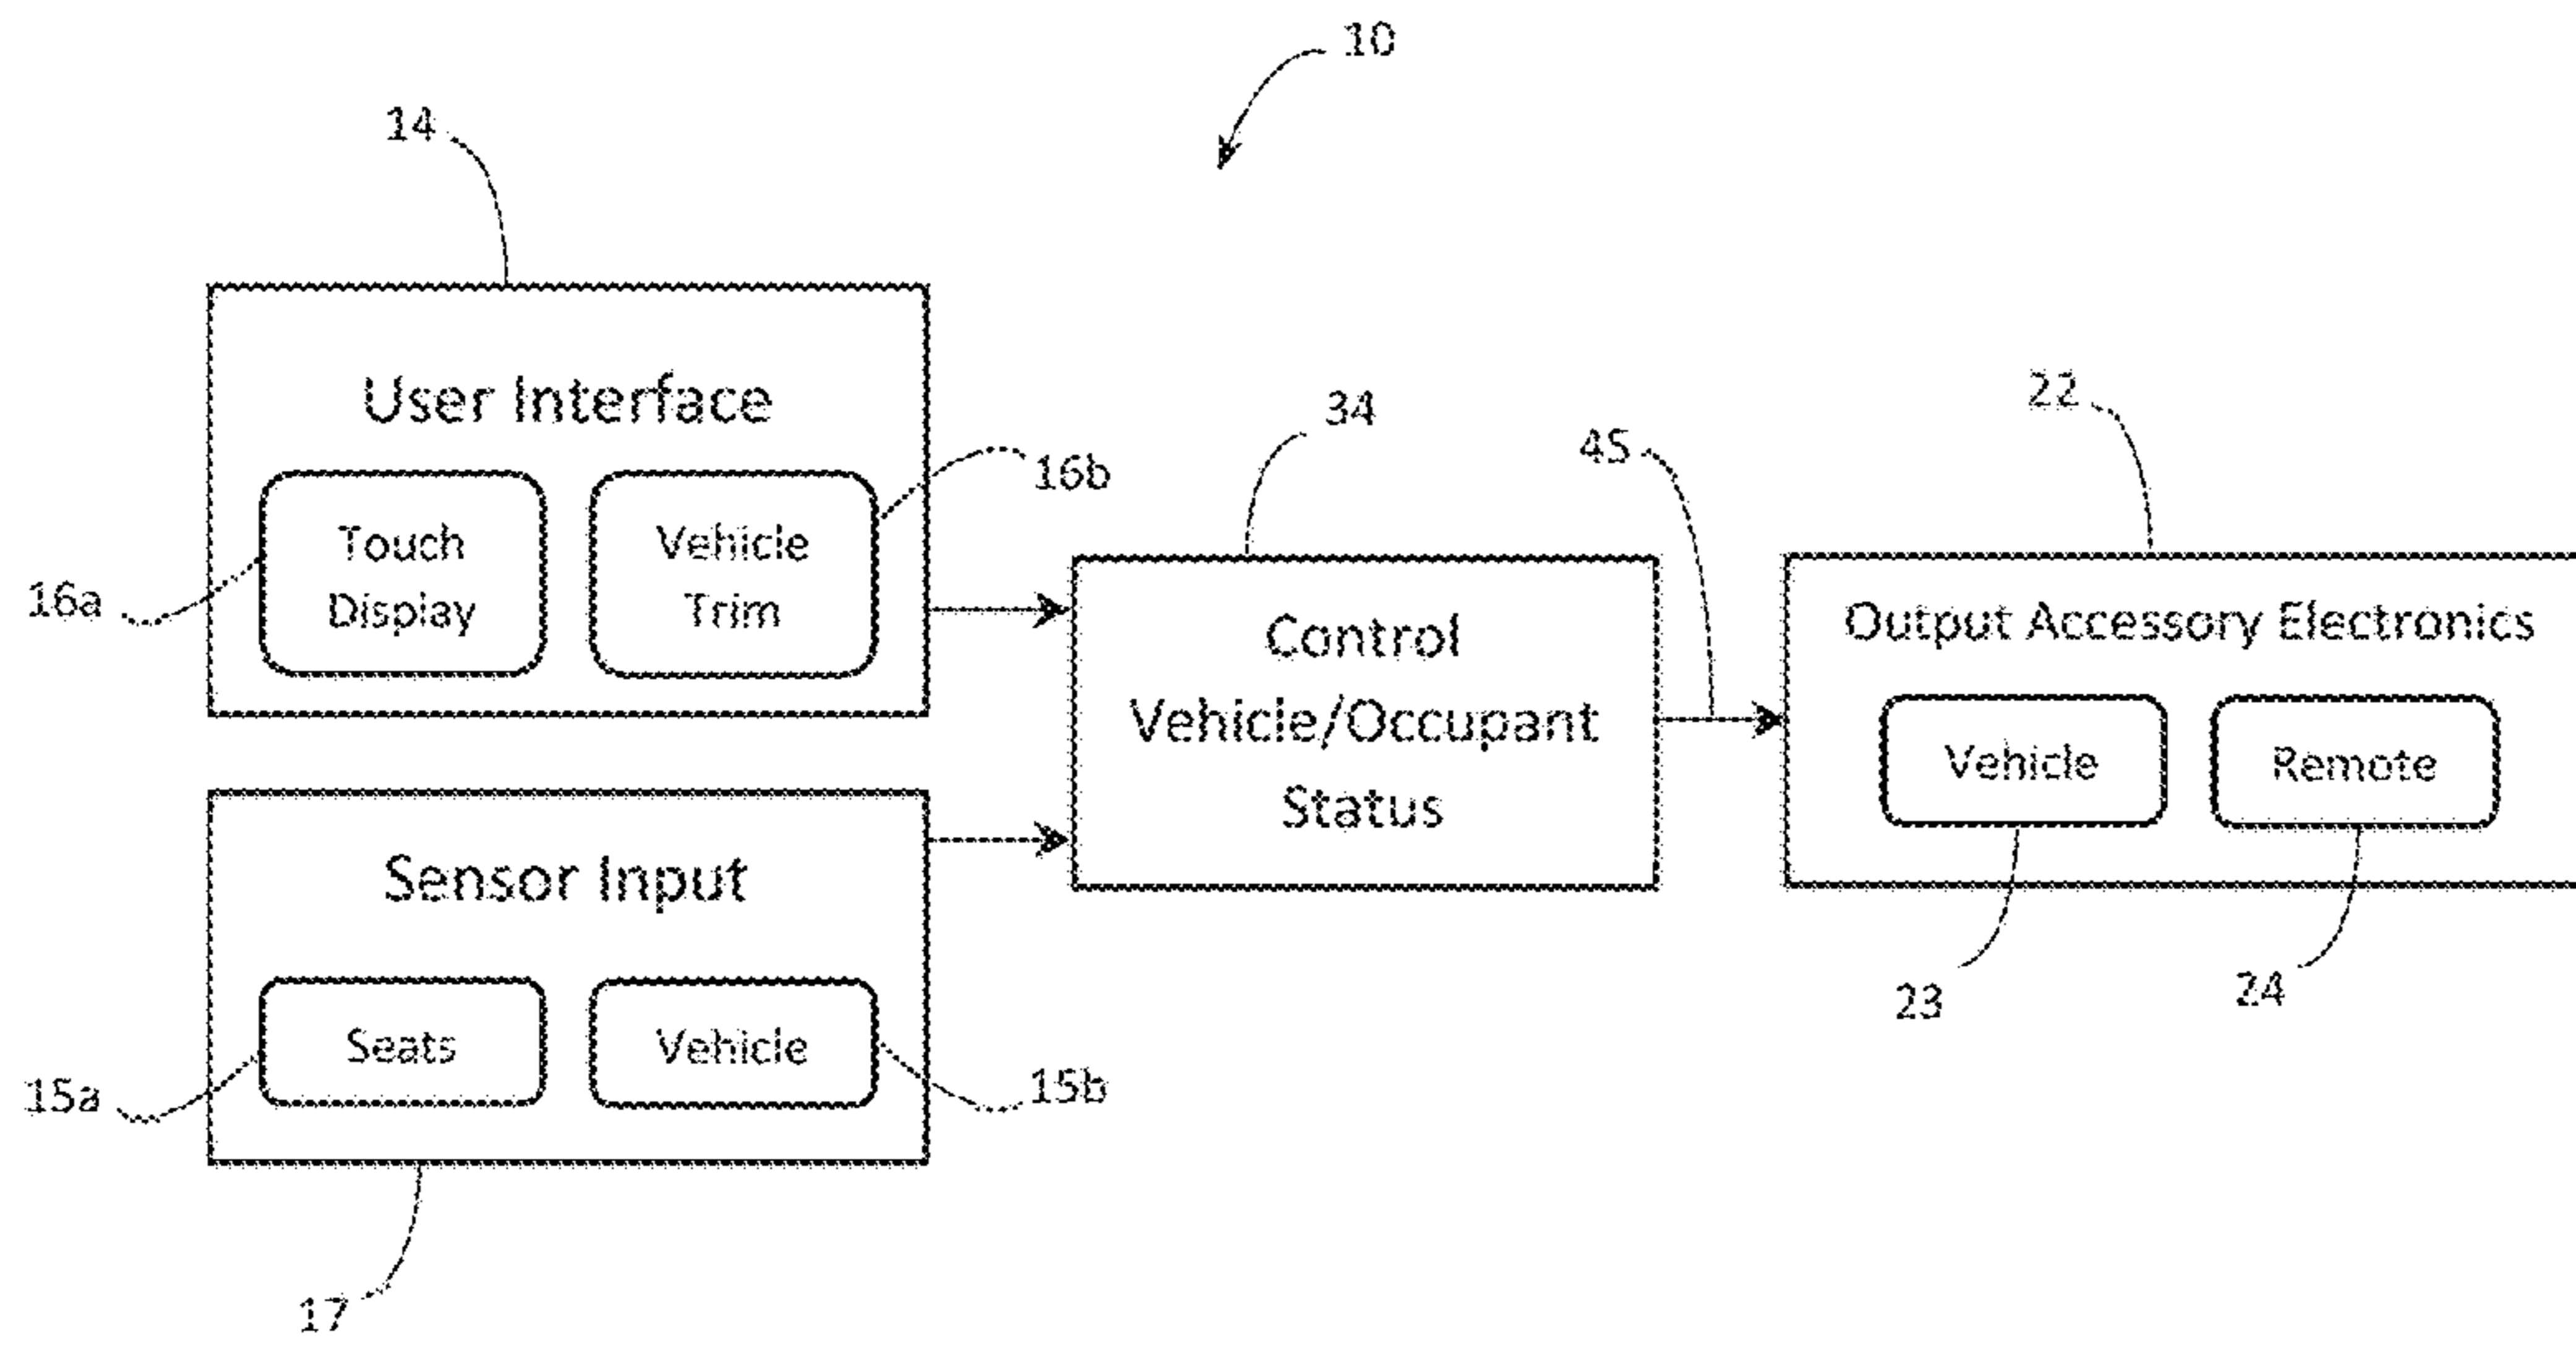 10
14
User Interface
16b
Touch
Display
Vehicle
Trim
16a
34
45
22
Control
Vehicle/Occupant
Status
Output Accessory Electronics
Vehicle
Remote
23
24
Sensor Input
Seats
Vehicle
15a
15b
17